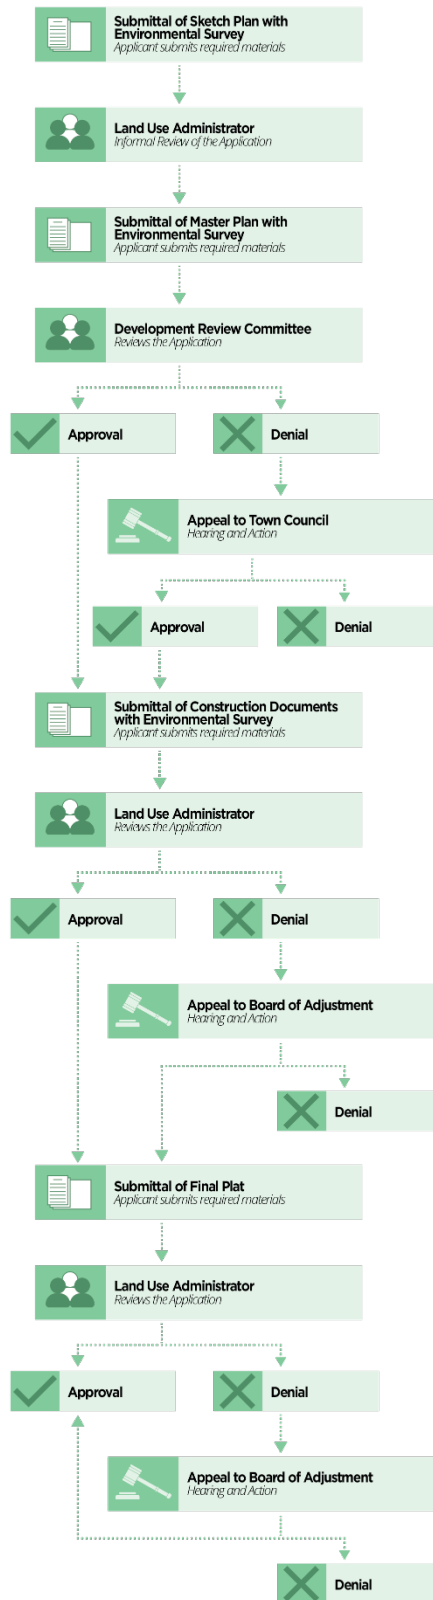 Submittal of Sketch Plan with
Environmental Survey
Applicant submits required materials
Land Use Administrator
Informal Review of the Application
Submittal of Master Plan with
Environmental Survey
Applicant submits required materials
Development Review Committee
Reviews the Application
Approval
Denial
Appeal to Town Council
Hearing and Action
Approval
Denial
Submittal of Construction Documents
with Environmental Survey
Applicant submits required materials
Land Use Administrator
Reviews the Application
Approval
Denial
Appeal to Board of Adjustment
Hearing and Action
Denial
Submittal of Final Plat
Applicant submits required materials
Land Use Administrator
Reviews the Application
Approval
Denial
Appeal to Board of Adjustment
Hearing and Action
Denial